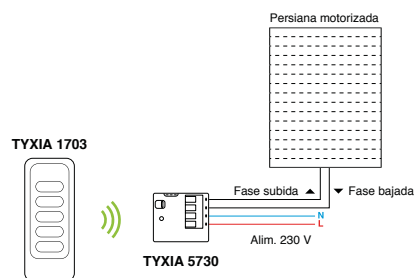 Persiana motorizada
TYXIA 1703
Fase subida ▲ ▼ Fase bajada
N
L
Alim. 230 V
TYXIA 5730